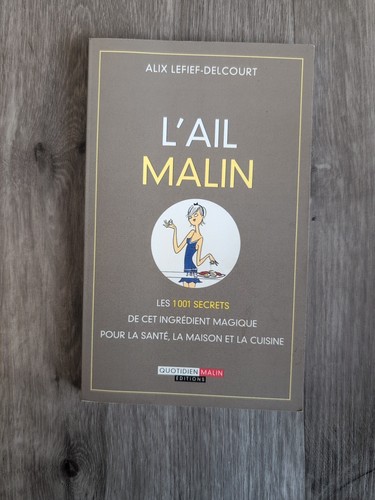 ALIX LEFIEF-DELCOURT
L'AIL
MALIN
LES 1001 SECRETS
DE CET INGRÉDIENT MAGIQUE
POUR LA SANTÉ, LA MAISON ET LA CUISINE
QUOTIDIEN MALIN
ÉDITIONS